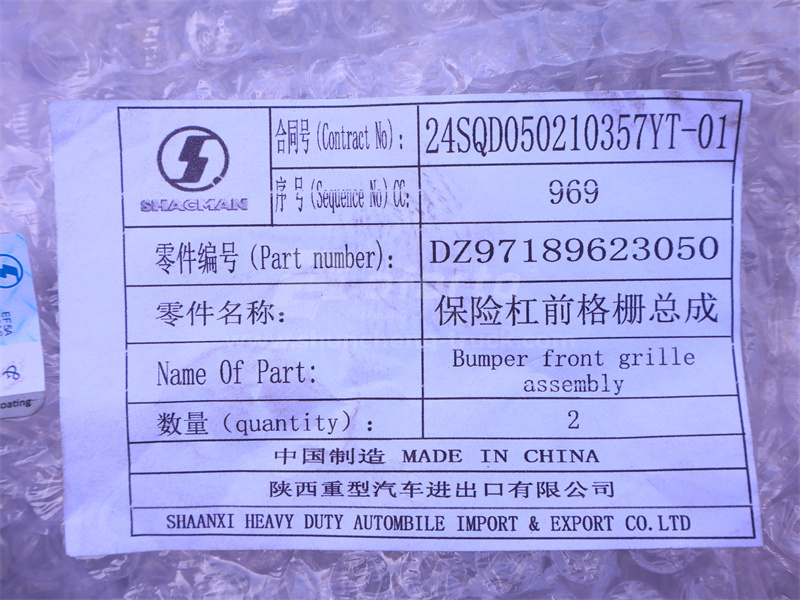 SHACMAN
合同号 (Contract No): 24SQD050210357YT-01
序 号 (Sequence No) CC: 969
零件编号 (Part number): DZ97189623050
零件名称: 保险杠前格栅总成
Name Of Part: Bumper front grille
assembly
数量 (quantity): 2
中国制造 MADE IN CHINA
陕西重型汽车进出口有限公司
SHAANXI HEAVY DUTY AUTOMBILE IMPORT & EXPORT CO.LTD
oating